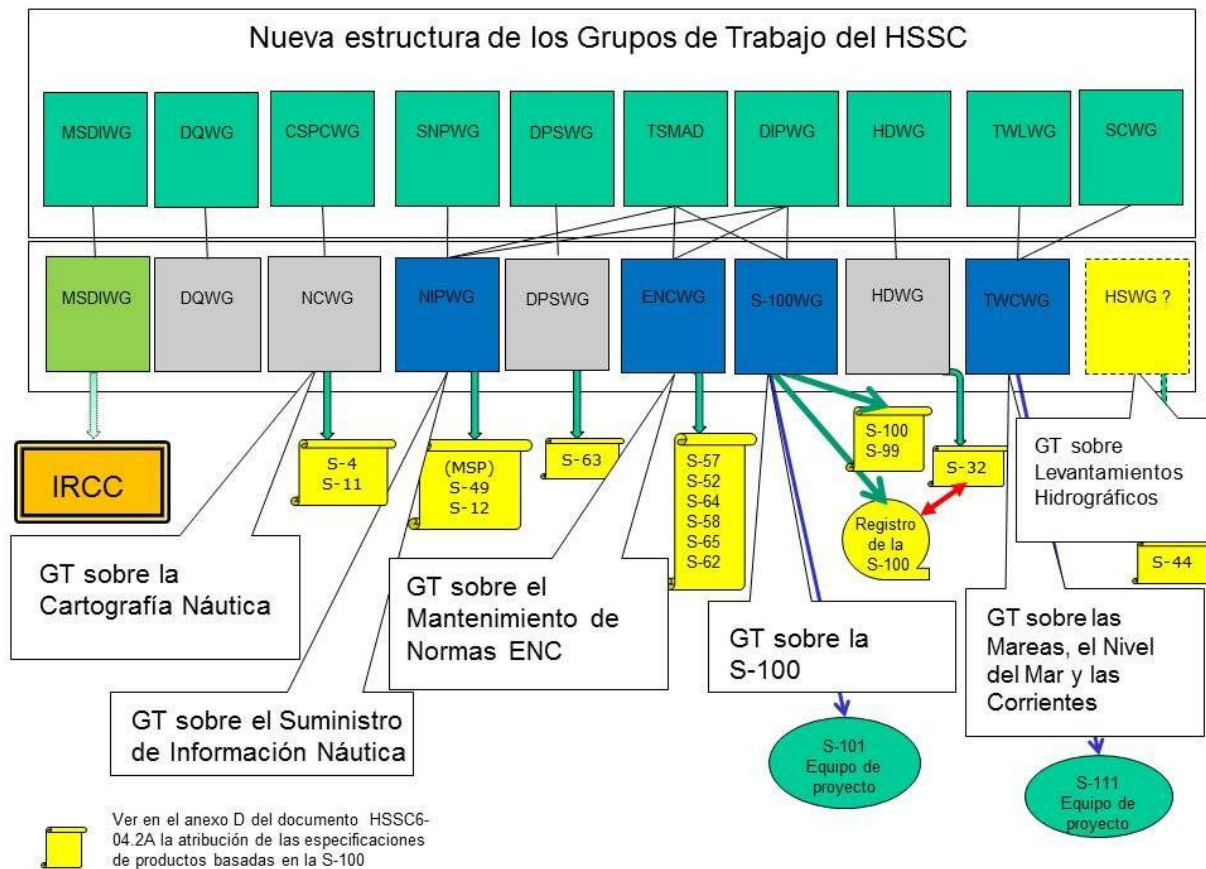 Nueva estructura de los Grupos de Trabajo del HSSC
MSDIWG
DQWG
CSPCWG
SNPWG
DPSWG
TSMAD
DIPWG
HDWG
TWLWG
SCWG
MSDIWG
DQWG
NCWG
NIPWG
DPSWG
ENCWG
S-100WG
HDWG
TWCWG
HSWG ?
IRCC
S-4
S-11
(MSP)
S-49
S-12
S-63
S-57
S-52
S-64
S-58
S-65
S-62
S-100
S-99
S-32
Registro
de la
S-100
S-44
GT sobre
Levantamientos
Hidrográficos
GT sobre la
Cartografía Náutica
GT sobre el
Mantenimiento de
Normas ENC
GT sobre la
S-100
GT sobre las
Mareas, el Nivel
del Mar y las
Corrientes
GT sobre el Suministro
de Información Náutica
S-101
Equipo de
proyecto
S-111
Equipo de
proyecto
Ver en el anexo D del documento HSSC6-
04.2A la atribución de las especificaciones
de productos basadas en la S-100